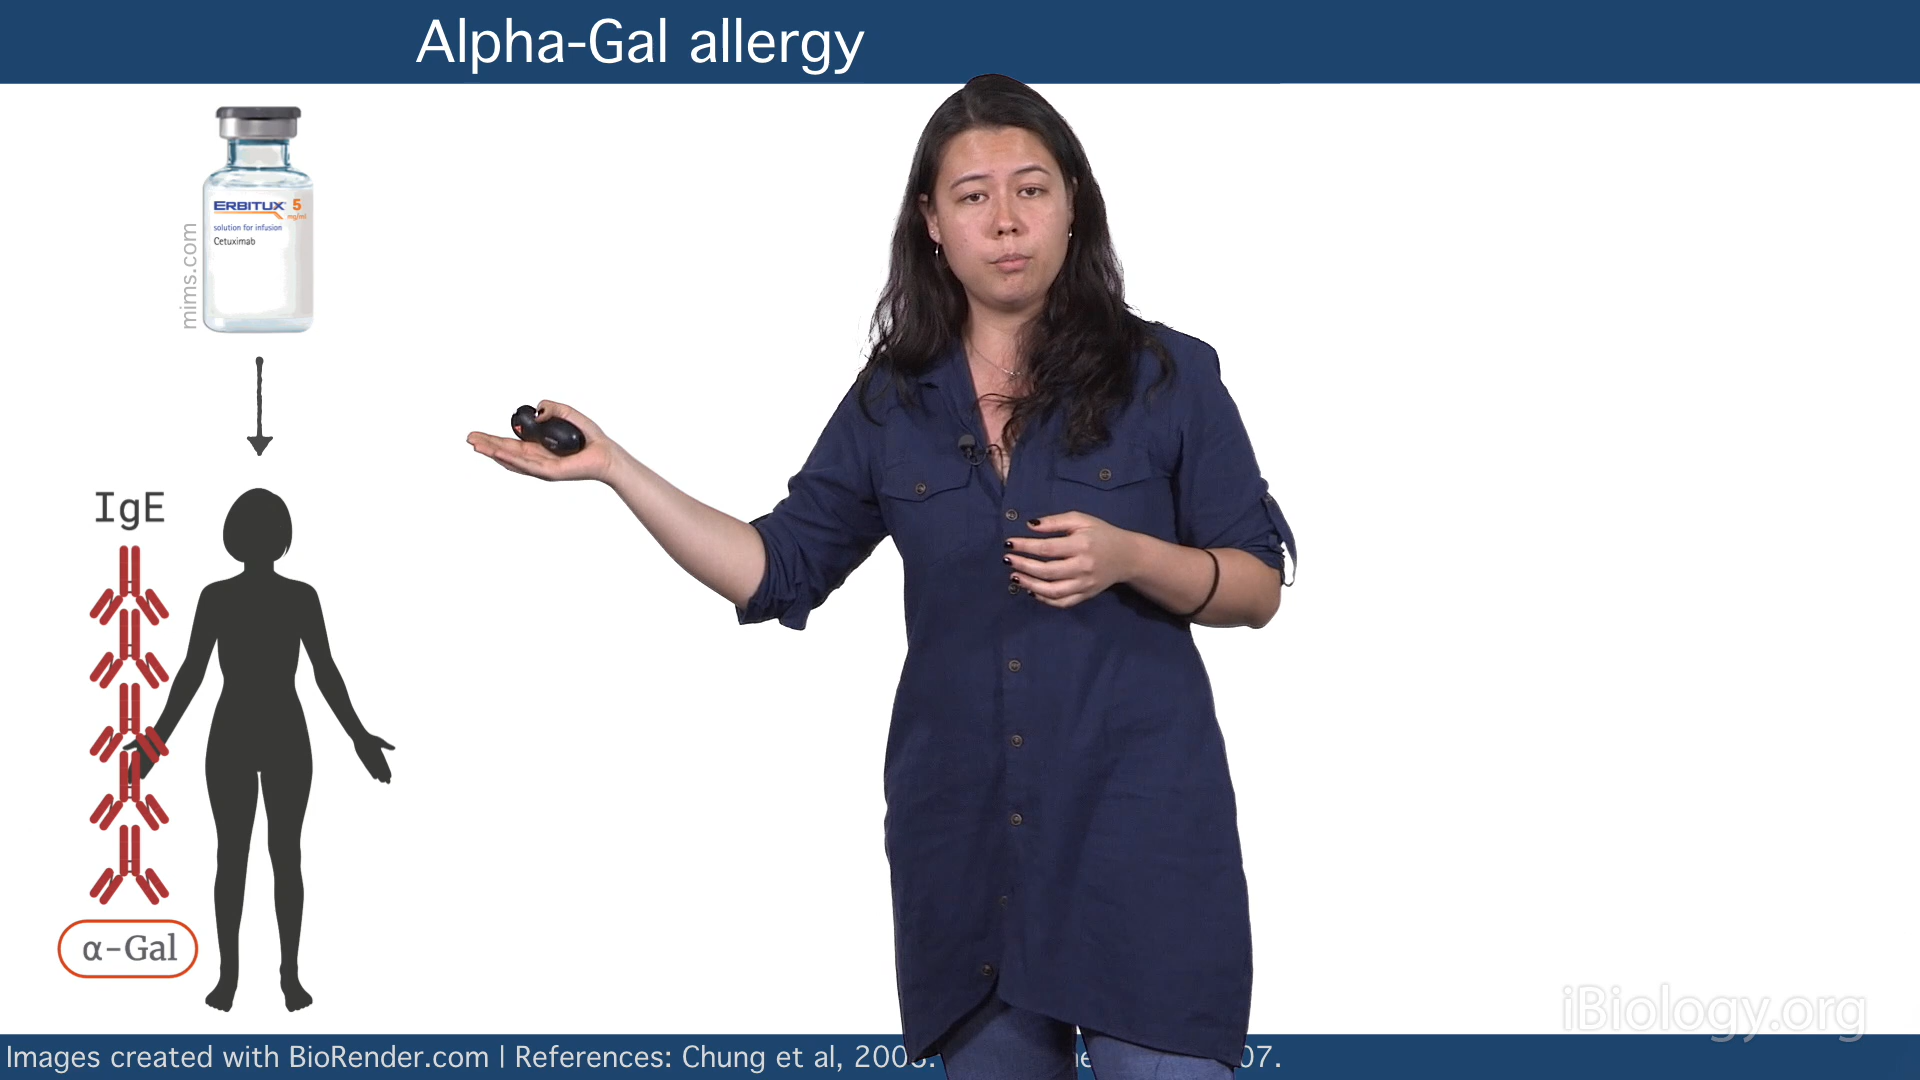 Alpha-Gal allergy
ERBITUX 5
mg/ml
solution for infusion
Cetuximab
mims.com
IgE
α-Gal
iBiology.org
Images created with BioRender.com | References: Chung et al, 200 07.